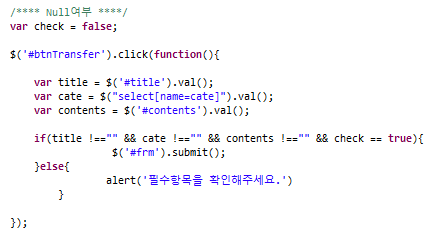 /**** Null여부 ****/
var check = false;
$('#btnTransfer').click(function(){
var title = $('#title').val();
var cate = $("select[name=cate]").val();
var contents = $('#contents').val();
if(title !=="" && cate !=="" && contents !=="" && check == true){
$('#frm').submit();
}else{
alert('필수항목을 확인해주세요.')
}
});